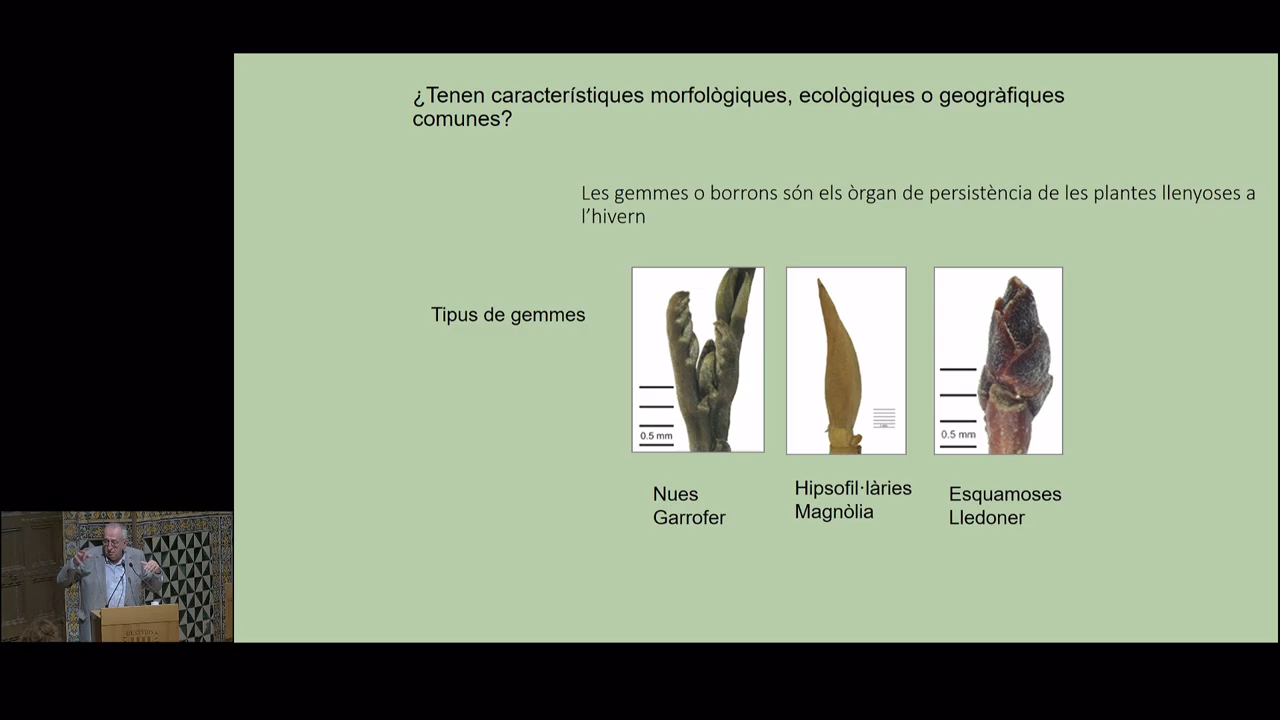 ¿Tenen característiques morfològiques, ecològiques o geogràfiques
comunes?
Les gemmes o borrons són els òrgan de persistència de les plantes llenyoses a
l’hivern
Tipus de gemmes
0.5 mm
0.5 mm
Nues
Garrofer
Hipsofil·làries
Magnòlia
Esquamoses
Lledoner